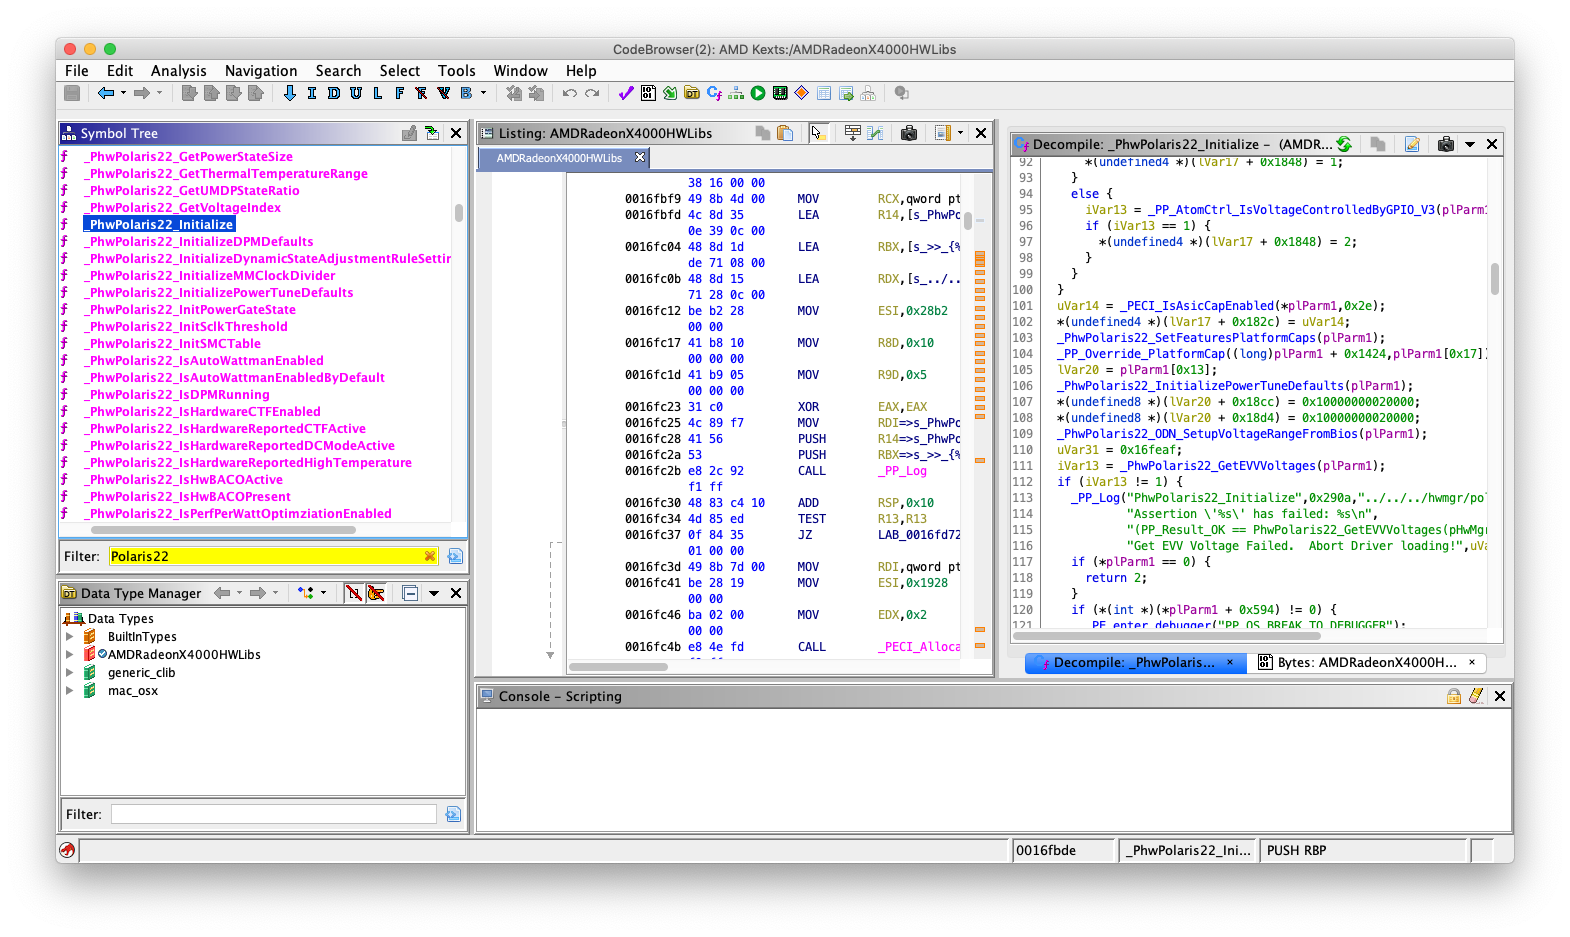 CodeBrowser(2): AMD Kexts:/AMDRadeonX4000HWLibs
File Edit Analysis Navigation Search Select Tools Window Help
I D U L F B
Symbol Tree
_PhwPolaris22_GetPowerStateSize
_PhwPolaris22_GetThermalTemperatureRange
_PhwPolaris22_GetUMDPStateRatio
_PhwPolaris22_GetVoltageIndex
_PhwPolaris22_Initialize
_PhwPolaris22_InitializeDPMDefaults
_PhwPolaris22_InitializeDynamicStateAdjustmentRuleSettin
_PhwPolaris22_InitializeMMClockDivider
_PhwPolaris22_InitializePowerTuneDefaults
_PhwPolaris22_InitPowerGateState
_PhwPolaris22_InitSclkThreshold
_PhwPolaris22_InitSMCTable
_PhwPolaris22_IsAutoWattmanEnabled
_PhwPolaris22_IsAutoWattmanEnabledByDefault
_PhwPolaris22_IsDPMRunning
_PhwPolaris22_IsHardwareCTFEnabled
_PhwPolaris22_IsHardwareReportedCTFActive
_PhwPolaris22_IsHardwareReportedDCModeActive
_PhwPolaris22_IsHardwareReportedHighTemperature
_PhwPolaris22_IsHwBACOActive
_PhwPolaris22_IsHwBACOPresent
_PhwPolaris22_IsPerfPerWattOptimziationEnabled
Filter: Polaris22
Data Type Manager
Data Types
BuiltInTypes
AMDRadeonX4000HWLibs
generic_clib
mac_osx
Filter:
Listing: AMDRadeonX4000HWLibs
AMDRadeonX4000HWLibs
38 16 00 00
0016fbf9 49 8b 4d 00 MOV RCX,qword pt
0016fbfd 4c 8d 35 LEA R14,[s_PhwPo
0e 39 0c 00
0016fc04 48 8d 1d LEA RBX,[s_>>_{%
de 71 08 00
0016fc0b 48 8d 15 LEA RDX,[s_../..
71 28 0c 00
0016fc12 be b2 28 MOV ESI,0x28b2
00 00
0016fc17 41 b8 10 MOV R8D,0x10
00 00 00
0016fc1d 41 b9 05 MOV R9D,0x5
00 00 00
0016fc23 31 c0 XOR EAX,EAX
0016fc25 4c 89 f7 MOV RDI=>s_PhwPo
0016fc28 41 56 PUSH R14=>s_PhwPo
0016fc2a 53 PUSH RBX=>s_>>_{%
0016fc2b e8 2c 92 CALL _PP_Log
f1 ff
0016fc30 48 83 c4 10 ADD RSP,0x10
0016fc34 4d 85 ed TEST R13,R13
0016fc37 0f 84 35 JZ LAB_0016fd72
01 00 00
0016fc3d 49 8b 7d 00 MOV RDI,qword pt
0016fc41 be 28 19 MOV ESI,0x1928
00 00
0016fc46 ba 02 00 MOV EDX,0x2
00 00
0016fc4b e8 4e fd CALL _PECI_Alloca
Decompile: _PhwPolaris22_Initialize – (AMDR...
92 *(undefined4 *)(lVar17 + 0x1848) = 1;
93 }
94 else {
95 iVar13 = _PP_AtomCtrl_IsVoltageControlledByGPIO_V3(plParm1
96 if (iVar13 == 1) {
97 *(undefined4 *)(lVar17 + 0x1848) = 2;
98 }
99 }
100 }
101 uVar14 = _PECI_IsAsicCapEnabled(*plParm1,0x2e);
102 *(undefined4 *)(lVar17 + 0x182c) = uVar14;
103 _PhwPolaris22_SetFeaturesPlatformCaps(plParm1);
104 _PP_Override_PlatformCap((long)plParm1 + 0x1424,plParm1[0x17])
105 lVar20 = plParm1[0x13];
106 _PhwPolaris22_InitializePowerTuneDefaults(plParm1);
107 *(undefined8 *)(lVar20 + 0x18cc) = 0x10000000020000;
108 *(undefined8 *)(lVar20 + 0x18d4) = 0x10000000020000;
109 _PhwPolaris22_ODN_SetupVoltageRangeFromBios(plParm1);
110 uVar31 = 0x16feaf;
111 iVar13 = _PhwPolaris22_GetEVVVoltages(plParm1);
112 if (iVar13 != 1) {
113 _PP_Log("PhwPolaris22_Initialize",0x290a,"../../../hwmgr/pol
114 "Assertion \'%s\' has failed: %s\n",
115 "(PP_Result_OK == PhwPolaris22_GetEVVVoltages(pHwMgr
116 "Get EVV Voltage Failed.  Abort Driver loading!",uVa
117 if (*plParm1 == 0) {
118 return 2;
119 }
120 if (*(int *)(*plParm1 + 0x594) != 0) {
121 _PE_enter_debugger("PP_OS_BREAK_TO_DEBUGGER");
Decompile: _PhwPolaris... × Bytes: AMDRadeonX4000H... ×
Console – Scripting
0016fbde _PhwPolaris22_Ini... PUSH RBP